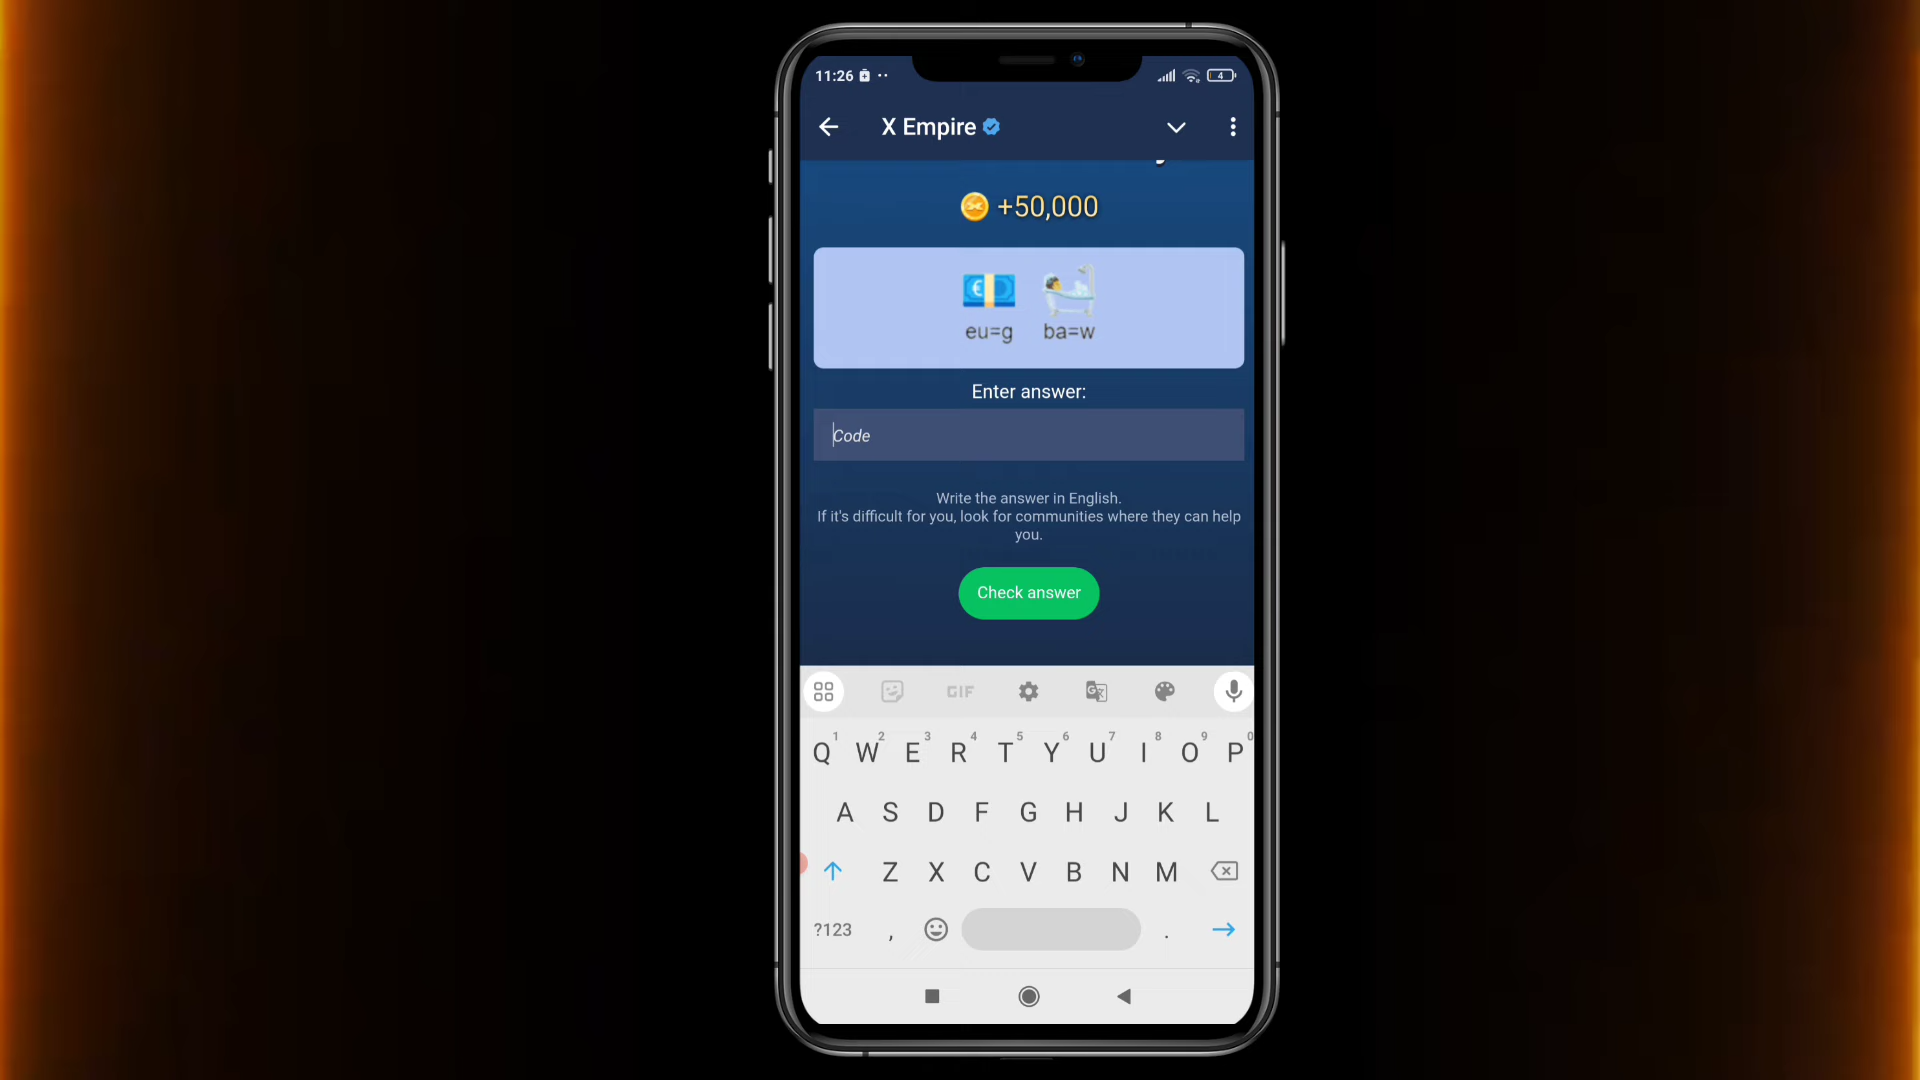 11:26
4
X Empire
+50,000
eu=g ba=w
Enter answer:
Code
Write the answer in English.
If it's difficult for you, look for communities where they can help
you.
Check answer
GIF
1 2 3 4 5 6 7 8 9 0
Q W E R T Y U I O P
A S D F G H J K L
Z X C V B N M
?123 , .